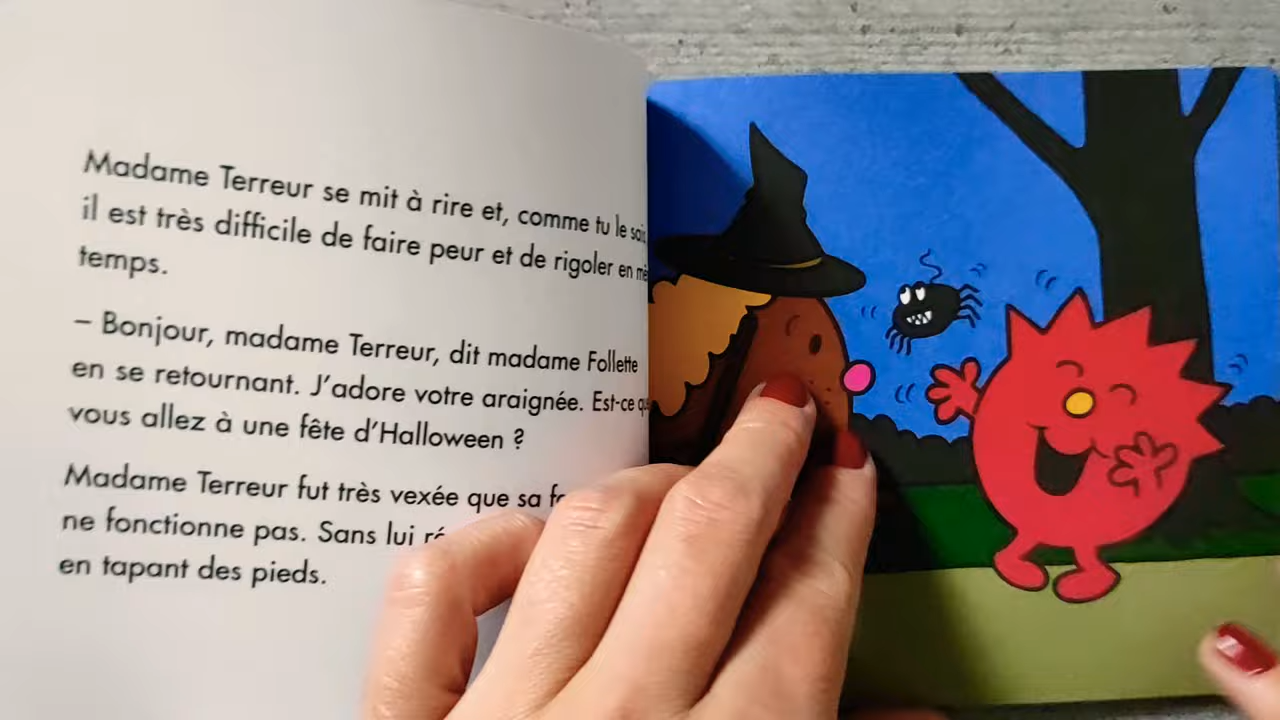 Madame Terreur se mit à rire et, comme tu le sais,
il est très difficile de faire peur et de rigoler en
temps.
– Bonjour, madame Terreur, dit madame Follette
en se retournant. J'adore votre araignée. Est-ce
vous allez à une fête d'Halloween ?
Madame Terreur fut très vexée que sa
ne fonctionne pas. Sans lui
en tapant des pieds.